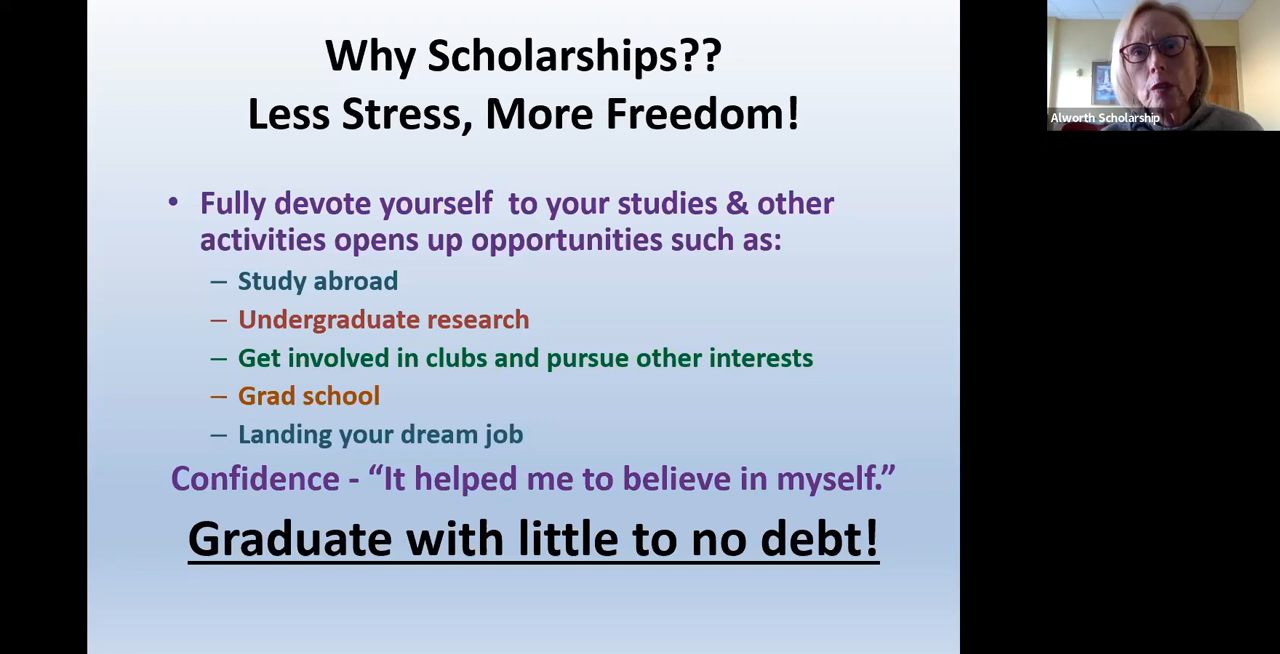 Why Scholarships??
Less Stress, More Freedom!
• Fully devote yourself  to your studies & other
activities opens up opportunities such as:
– Study abroad
– Undergraduate research
– Get involved in clubs and pursue other interests
– Grad school
– Landing your dream job
Confidence - “It helped me to believe in myself.”
Graduate with little to no debt!
Alworth Scholarship